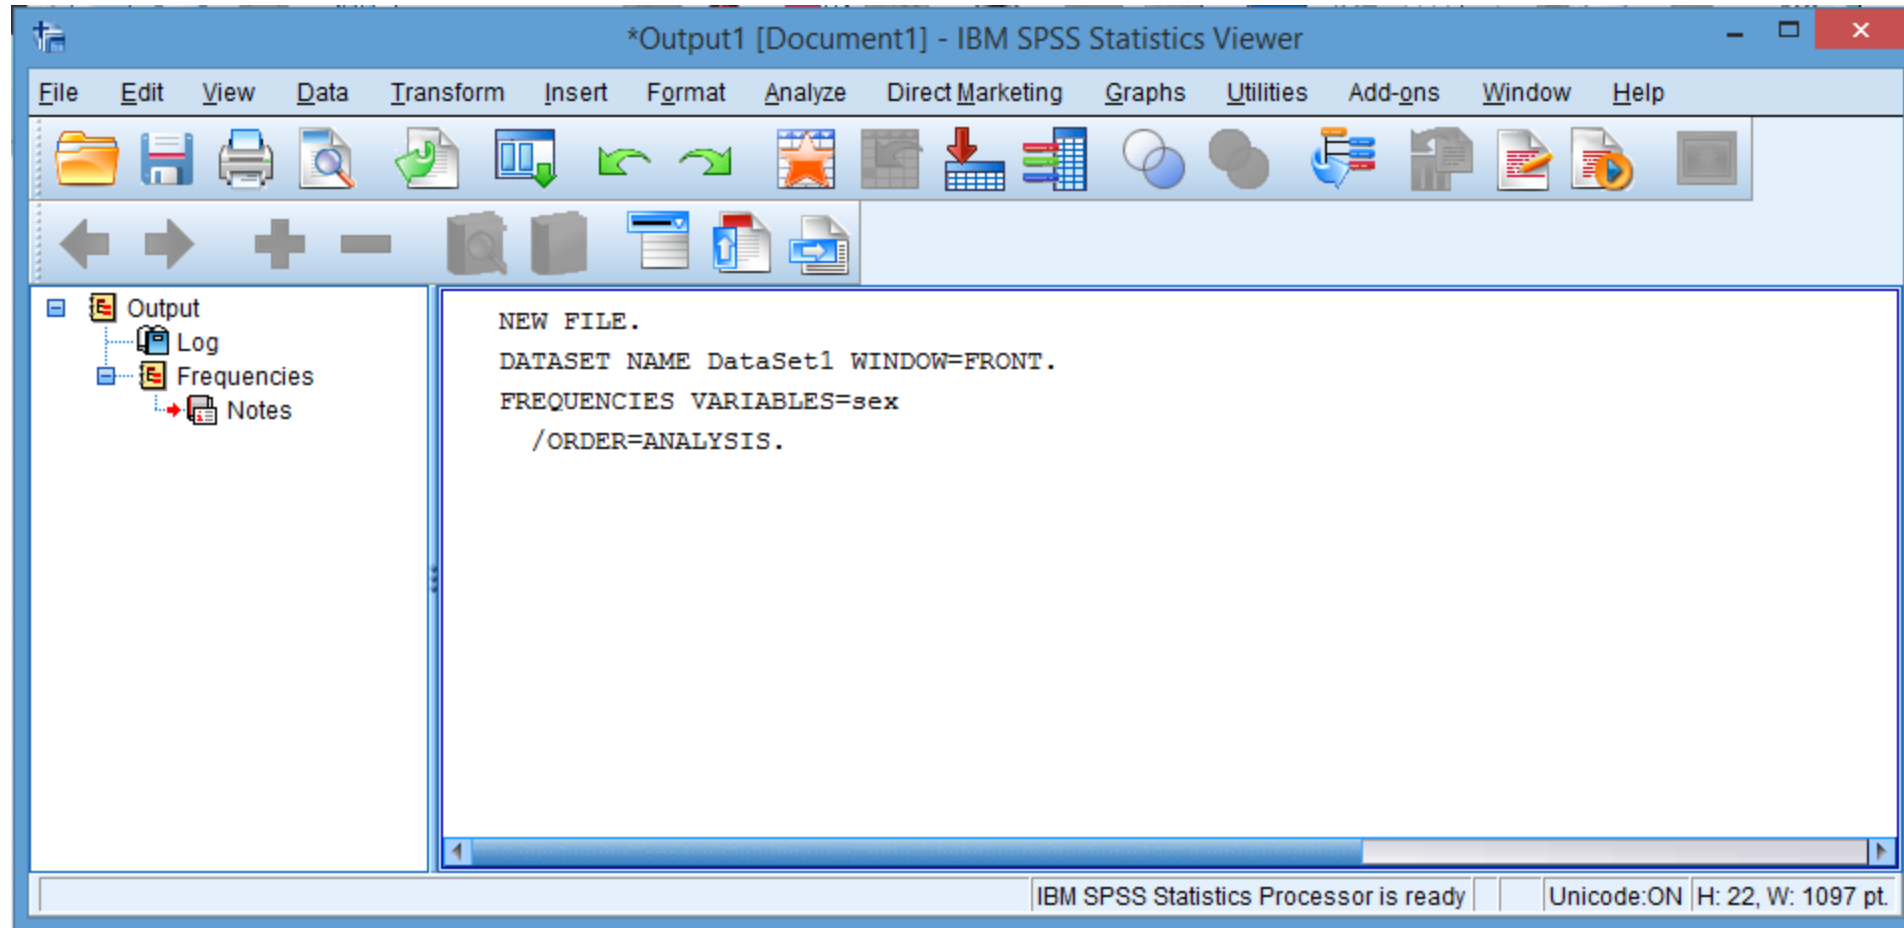 *Output1 [Document1] - IBM SPSS Statistics Viewer
File Edit View Data Transform Insert Format Analyze Direct Marketing Graphs Utilities Add-ons Window Help
Output
Log
Frequencies
Notes
NEW FILE.
DATASET NAME DataSet1 WINDOW=FRONT.
FREQUENCIES VARIABLES=sex
/ORDER=ANALYSIS.
IBM SPSS Statistics Processor is ready Unicode:ON H: 22, W: 1097 pt.